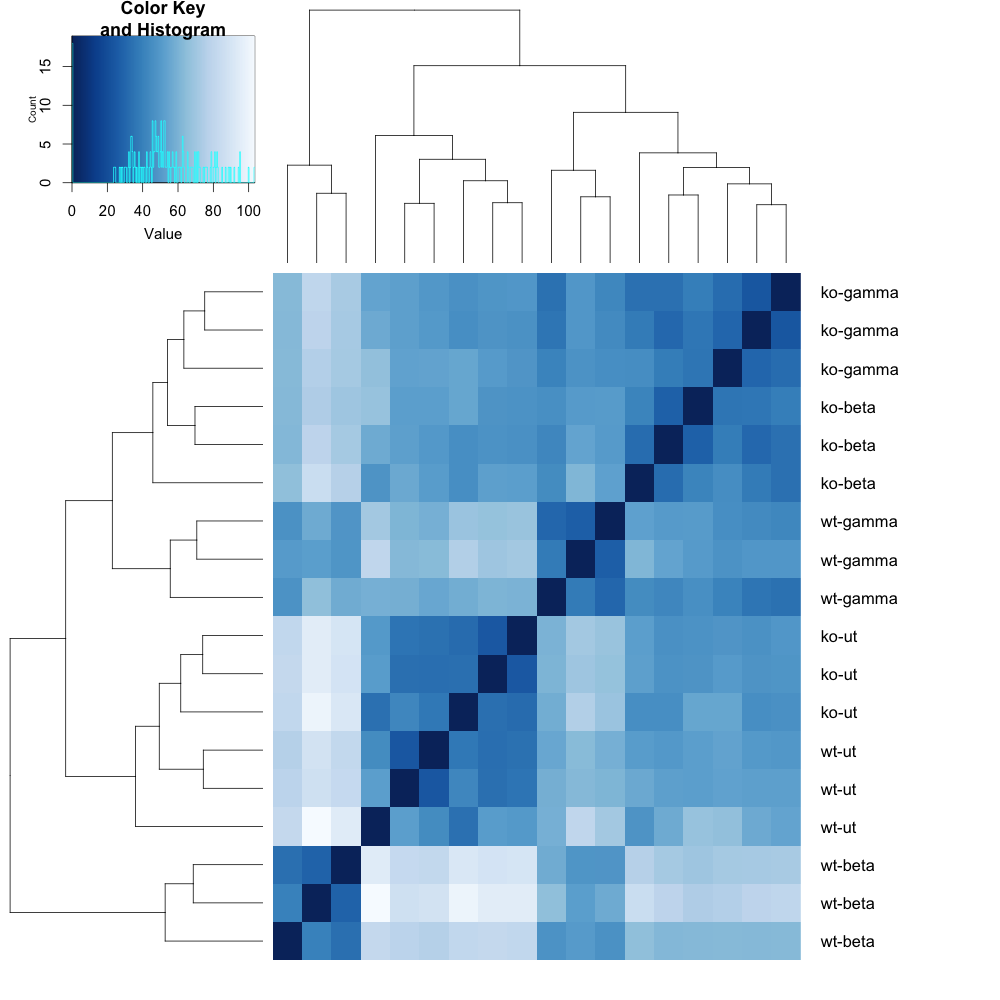 Color Key
and Histogram
Count
0 5 10 15
0 20 40 60 80 100
Value
ko-gamma
ko-gamma
ko-gamma
ko-beta
ko-beta
ko-beta
wt-gamma
wt-gamma
wt-gamma
ko-ut
ko-ut
ko-ut
wt-ut
wt-ut
wt-ut
wt-beta
wt-beta
wt-beta